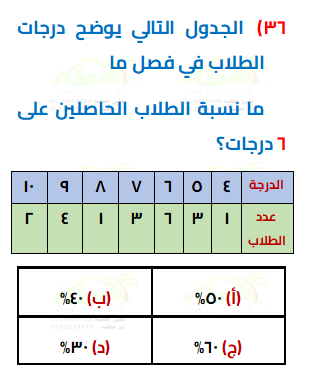 ٣٦) الجدول التالي يوضح درجات
الطلاب في فصل ما
ما نسبة الطلاب الحاصلين على
٦ درجات؟
الدرجة ٤ ٥ ٦ ٧ ٨ ٩ ١٠
عدد الطلاب ١ ٣ ٦ ٣ ١ ٤ ٢
(أ) ٥٠% (ب) ٤٠%
(ج) ٦٠% (د) ٣٠%